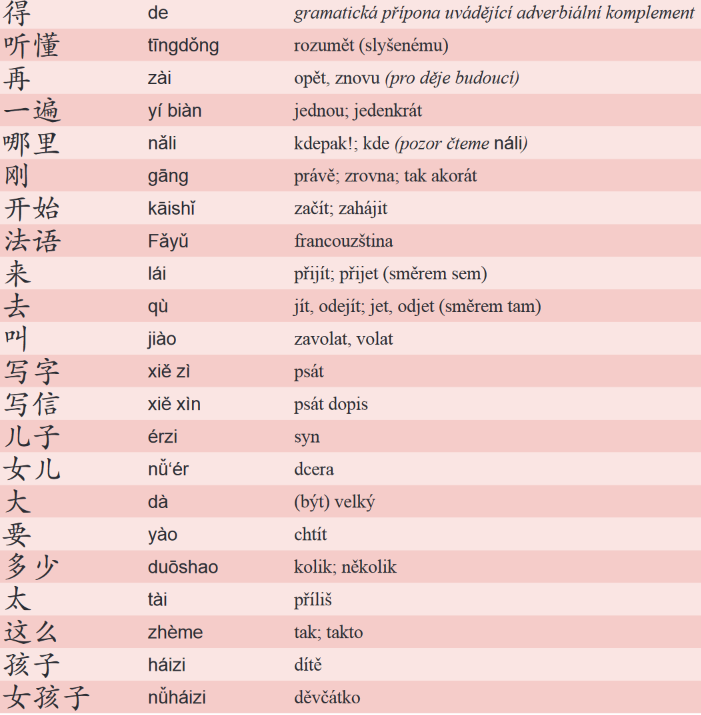 得 de gramatická přípona uvádějící adverbiální komplement
听懂 tīngdǒng rozumět (slyšenému)
再 zài opět, znovu (pro děje budoucí)
一遍 yí biàn jednou; jedenkrát
哪里 nǎli kdepak!; kde (pozor čteme náli)
刚 gāng právě; zrovna; tak akorát
开始 kāishǐ začít; zahájit
法语 Fǎyǔ francouzština
来 lái přijít; přijet (směrem sem)
去 qù jít, odejít; jet, odjet (směrem tam)
叫 jiào zavolat, volat
写字 xiě zì psát
写信 xiě xìn psát dopis
儿子 érzi syn
女儿 nǚ‘ér dcera
大 dà (být) velký
要 yào chtít
多少 duōshao kolik; několik
太 tài příliš
这么 zhème tak; takto
孩子 háizi dítě
女孩子 nǚháizi děvčátko